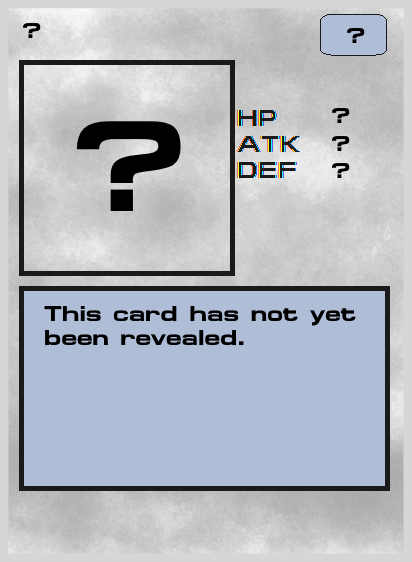 ?
?
?
HP ?
ATK ?
DEF ?
This card has not yet
been revealed.